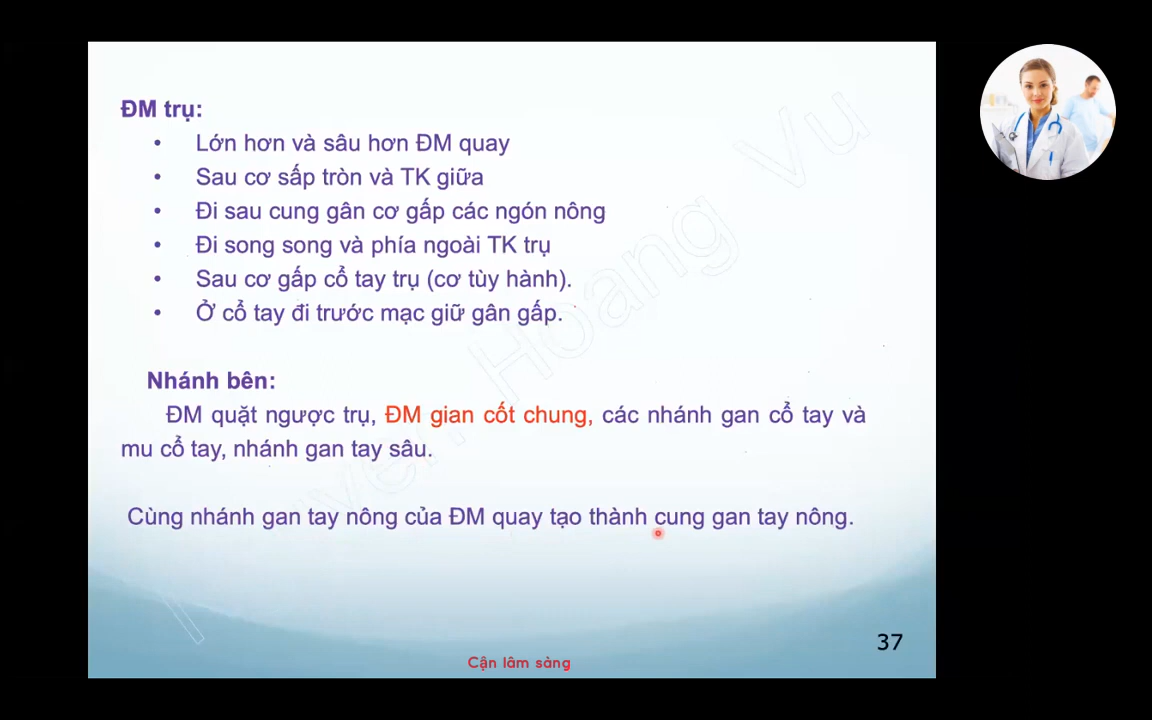 ĐM trụ:
• Lớn hơn và sâu hơn ĐM quay
• Sau cơ sấp tròn và TK giữa
• Đi sau cung gân cơ gấp các ngón nông
• Đi song song và phía ngoài TK trụ
• Sau cơ gấp cổ tay trụ (cơ tùy hành).
• Ở cổ tay đi trước mạc giữ gân gấp.
Nhánh bên:
ĐM quặt ngược trụ, ĐM gian cốt chung, các nhánh gan cổ tay và
mu cổ tay, nhánh gan tay sâu.
Cùng nhánh gan tay nông của ĐM quay tạo thành cung gan tay nông.
37
Cận lâm sàng
Hoang Vu